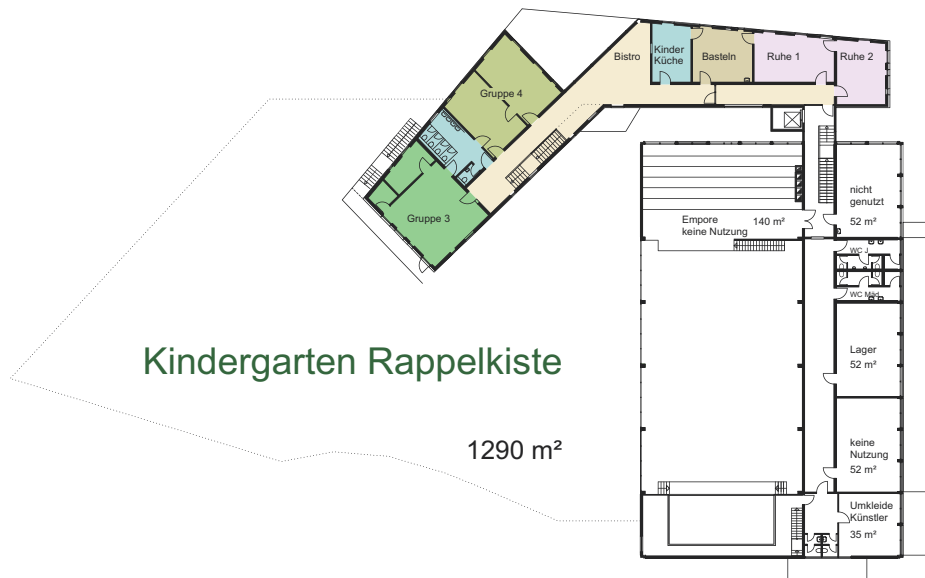 Bistro
Kinder
Küche
Basteln
Ruhe 1
Ruhe 2
Gruppe 4
Gruppe 3
nicht
genutzt
52 m²
Empore 140 m²
keine Nutzung
WC J
WC Mäd
Kindergarten Rappelkiste
Lager
52 m²
1290 m²
keine
Nutzung
52 m²
Umkleide
Künstler
35 m²